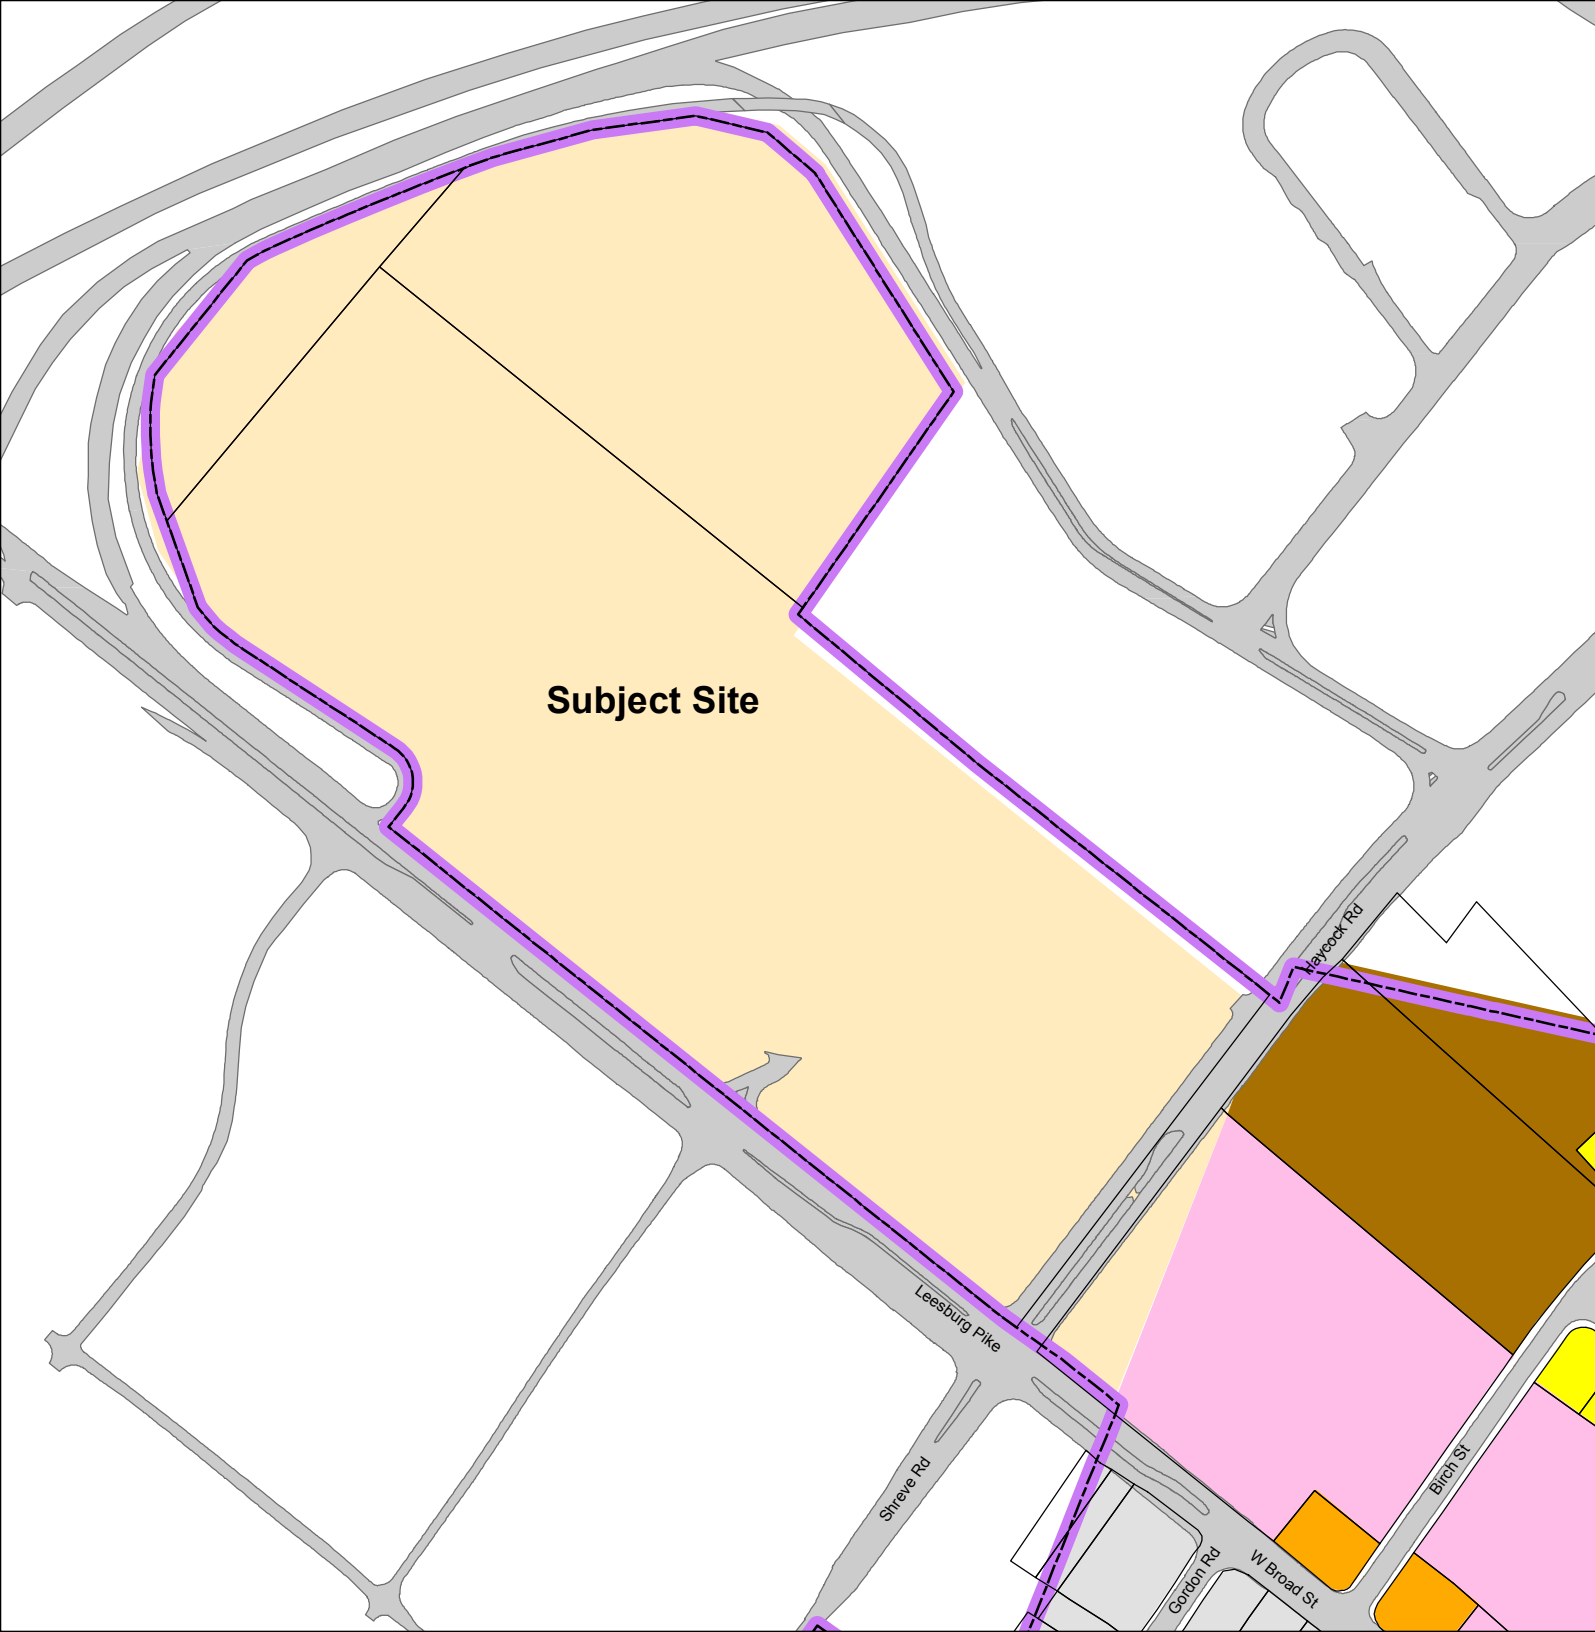 Subject Site
Haycock Rd
Leesburg Pike
Shreve Rd
Birch St
Gordon Rd
W Broad St